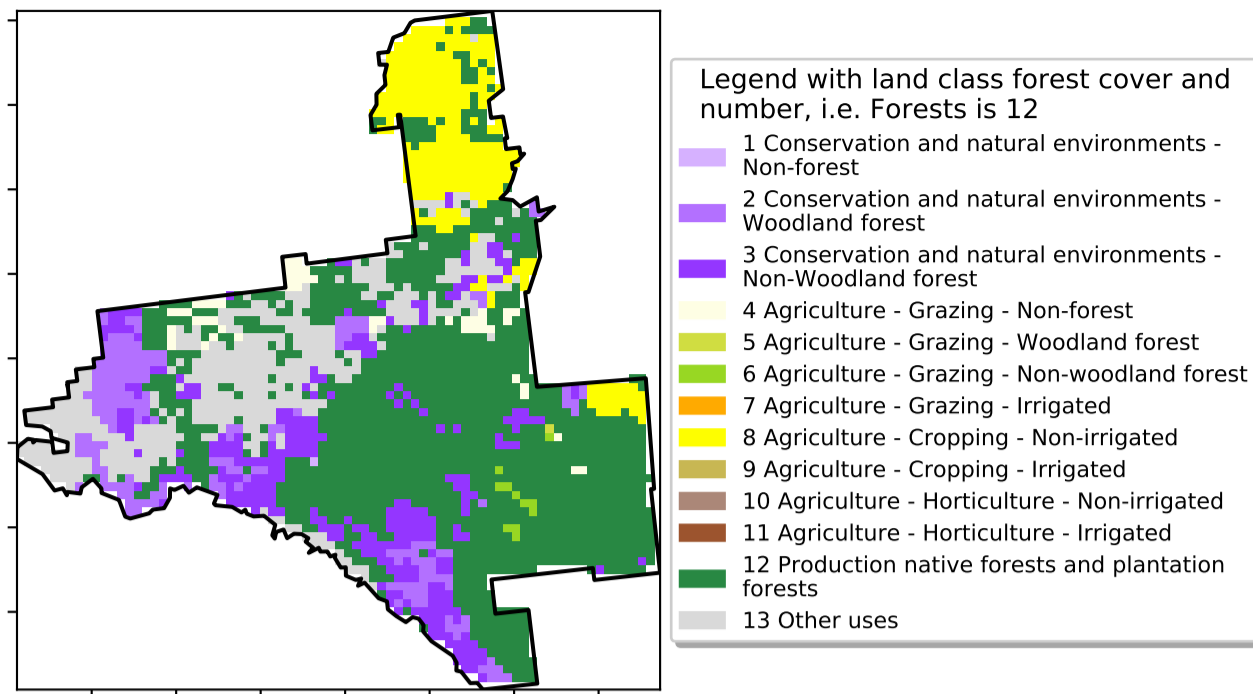 Legend with land class forest cover and
number, i.e. Forests is 12
1 Conservation and natural environments -
Non-forest
2 Conservation and natural environments -
Woodland forest
3 Conservation and natural environments -
Non-Woodland forest
4 Agriculture - Grazing - Non-forest
5 Agriculture - Grazing - Woodland forest
6 Agriculture - Grazing - Non-woodland forest
7 Agriculture - Grazing - Irrigated
8 Agriculture - Cropping - Non-irrigated
9 Agriculture - Cropping - Irrigated
10 Agriculture - Horticulture - Non-irrigated
11 Agriculture - Horticulture - Irrigated
12 Production native forests and plantation
forests
13 Other uses